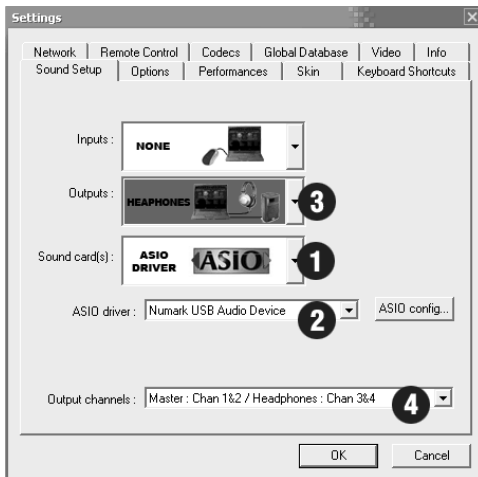 Settings
Network Remote Control Codecs Global Database Video Info
Sound Setup Options Performances Skin Keyboard Shortcuts
Inputs : NONE
Outputs : HEAPHONES 3
Sound card(s) : ASIO DRIVER ASIO 1
ASIO driver : Numark USB Audio Device 2 ASIO config...
Output channels : Master : Chan 1&2 / Headphones : Chan 3&4 4
OK Cancel